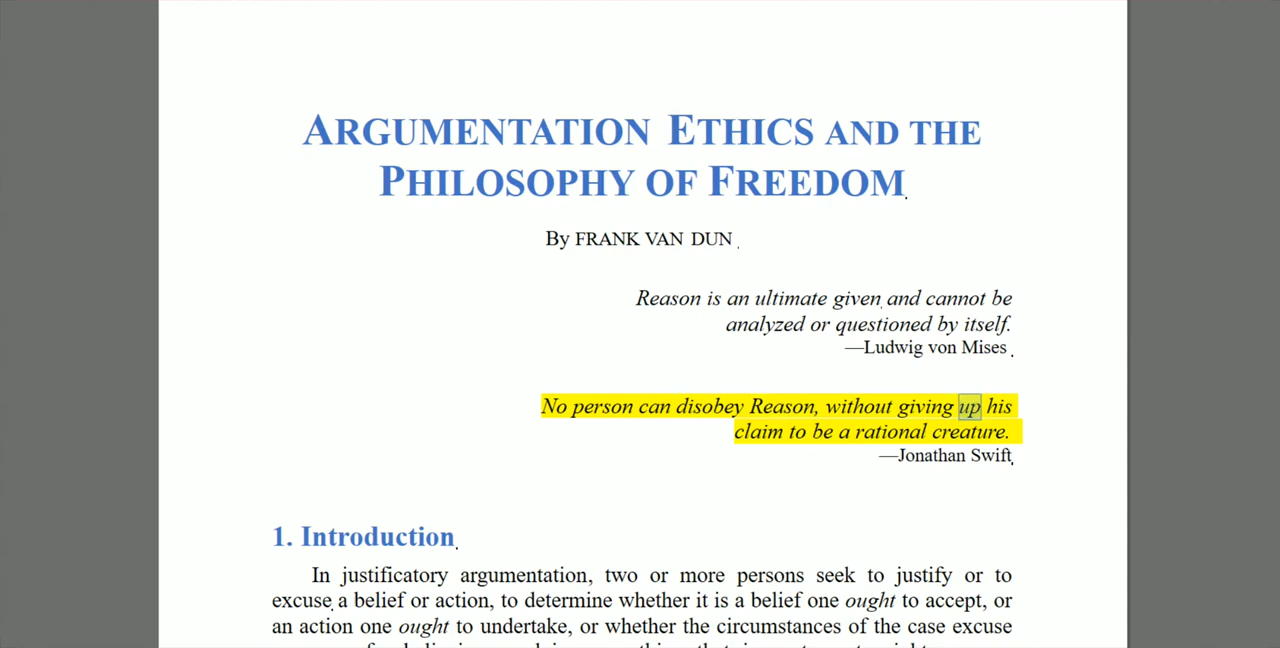 ARGUMENTATION ETHICS AND THE
PHILOSOPHY OF FREEDOM
By FRANK VAN DUN
Reason is an ultimate given and cannot be
analyzed or questioned by itself.
—Ludwig von Mises
No person can disobey Reason, without giving up his
claim to be a rational creature.
—Jonathan Swift
1. Introduction
In justificatory argumentation, two or more persons seek to justify or to
excuse a belief or action, to determine whether it is a belief one ought to accept, or
an action one ought to undertake, or whether the circumstances of the case excuse